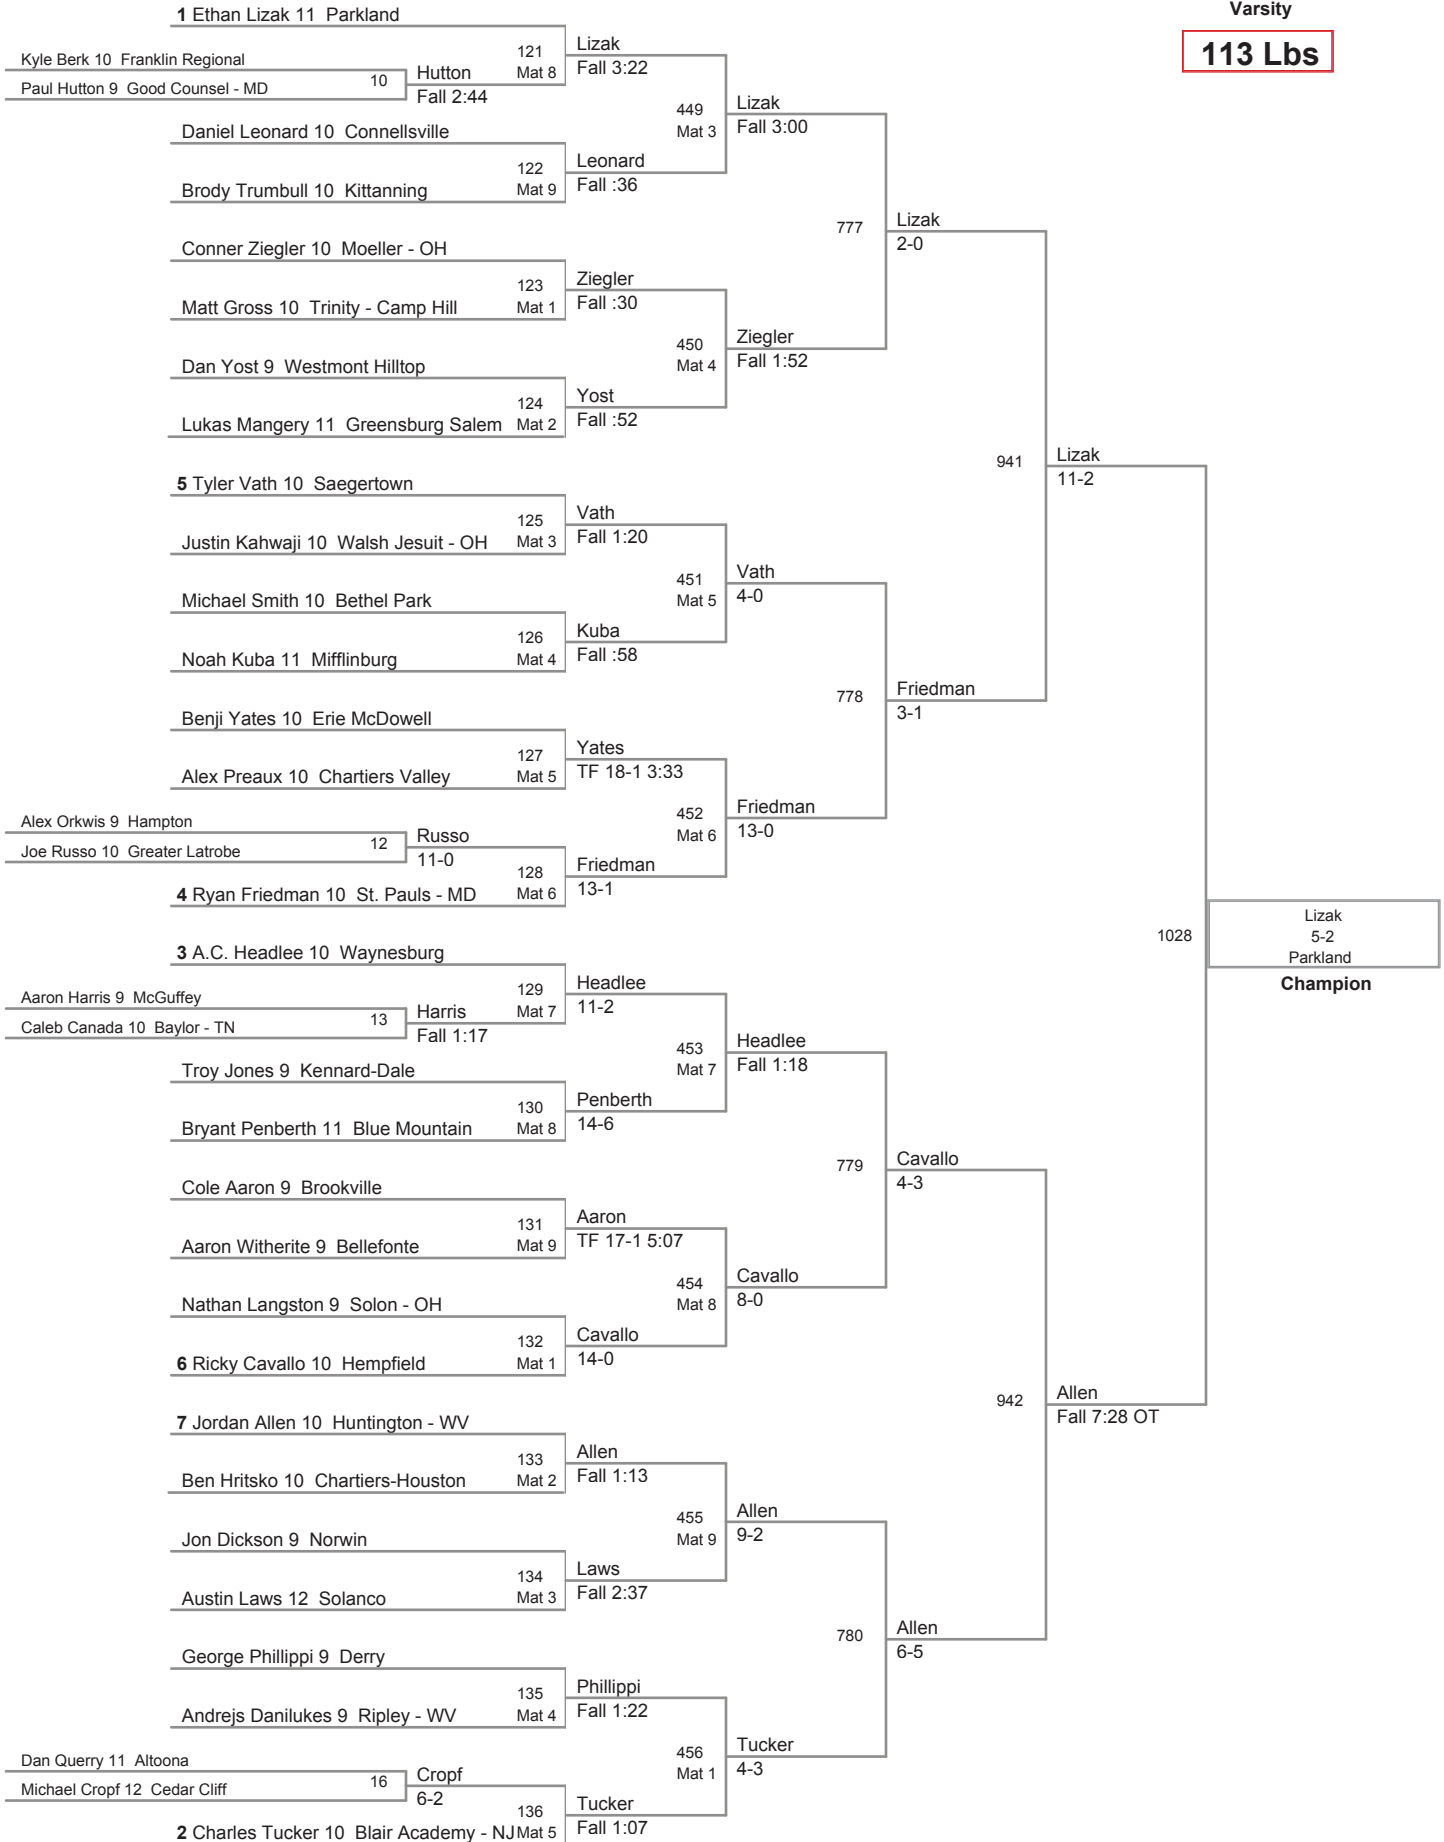 Varsity
113 Lbs
1 Ethan Lizak 11 Parkland
Kyle Berk 10 Franklin Regional
Paul Hutton 9 Good Counsel - MD
10
Hutton
Fall 2:44
121
Mat 8
Lizak
Fall 3:22
Daniel Leonard 10 Connellsville
Brody Trumbull 10 Kittanning
122
Mat 9
Leonard
Fall :36
449
Mat 3
Lizak
Fall 3:00
Conner Ziegler 10 Moeller - OH
Matt Gross 10 Trinity - Camp Hill
123
Mat 1
Ziegler
Fall :30
Dan Yost 9 Westmont Hilltop
Lukas Mangery 11 Greensburg Salem
124
Mat 2
Yost
Fall :52
450
Mat 4
Ziegler
Fall 1:52
777
Lizak
2-0
5 Tyler Vath 10 Saegertown
Justin Kahwaji 10 Walsh Jesuit - OH
125
Mat 3
Vath
Fall 1:20
Michael Smith 10 Bethel Park
Noah Kuba 11 Mifflinburg
126
Mat 4
Kuba
Fall :58
451
Mat 5
Vath
4-0
Benji Yates 10 Erie McDowell
Alex Preaux 10 Chartiers Valley
127
Mat 5
Yates
TF 18-1 3:33
Alex Orkwis 9 Hampton
Joe Russo 10 Greater Latrobe
12
Russo
11-0
4 Ryan Friedman 10 St. Pauls - MD
128
Mat 6
Friedman
13-1
452
Mat 6
Friedman
13-0
778
Friedman
3-1
941
Lizak
11-2
3 A.C. Headlee 10 Waynesburg
Aaron Harris 9 McGuffey
Caleb Canada 10 Baylor - TN
13
Harris
Fall 1:17
129
Mat 7
Headlee
11-2
Troy Jones 9 Kennard-Dale
Bryant Penberth 11 Blue Mountain
130
Mat 8
Penberth
14-6
453
Mat 7
Headlee
Fall 1:18
Cole Aaron 9 Brookville
Aaron Witherite 9 Bellefonte
131
Mat 9
Aaron
TF 17-1 5:07
Nathan Langston 9 Solon - OH
6 Ricky Cavallo 10 Hempfield
132
Mat 1
Cavallo
14-0
454
Mat 8
Cavallo
8-0
779
Cavallo
4-3
7 Jordan Allen 10 Huntington - WV
Ben Hritsko 10 Chartiers-Houston
133
Mat 2
Allen
Fall 1:13
Jon Dickson 9 Norwin
Austin Laws 12 Solanco
134
Mat 3
Laws
Fall 2:37
455
Mat 9
Allen
9-2
George Phillippi 9 Derry
Andrejs Danilukes 9 Ripley - WV
135
Mat 4
Phillippi
Fall 1:22
Dan Querry 11 Altoona
Michael Cropf 12 Cedar Cliff
16
Cropf
6-2
2 Charles Tucker 10 Blair Academy - NJ
136
Mat 5
Tucker
Fall 1:07
456
Mat 1
Tucker
4-3
780
Allen
6-5
942
Allen
Fall 7:28 OT
1028
Lizak
5-2
Parkland
Champion